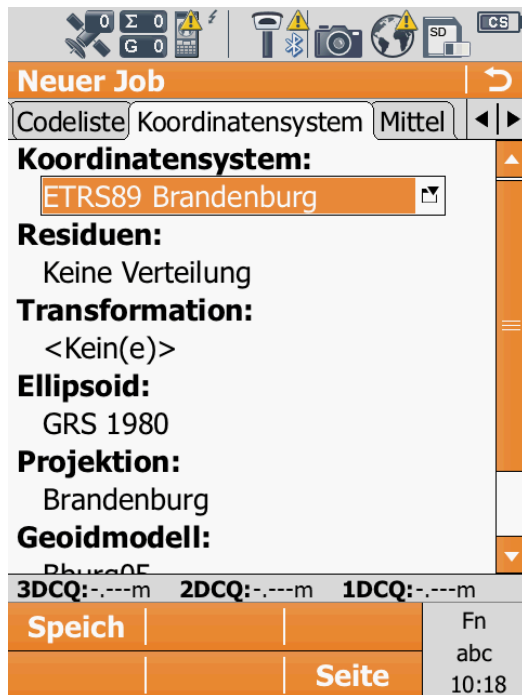 0 Σ 0
G 0
SD
CS
Neuer Job
Codeliste Koordinatensystem Mittel
Koordinatensystem:
ETRS89 Brandenburg
Residuen:
Keine Verteilung
Transformation:
<Kein(e)>
Ellipsoid:
GRS 1980
Projektion:
Brandenburg
Geoidmodell:
3DCQ:-.---m 2DCQ:-.---m 1DCQ:-.---m
Speich
Fn
abc
Seite
10:18